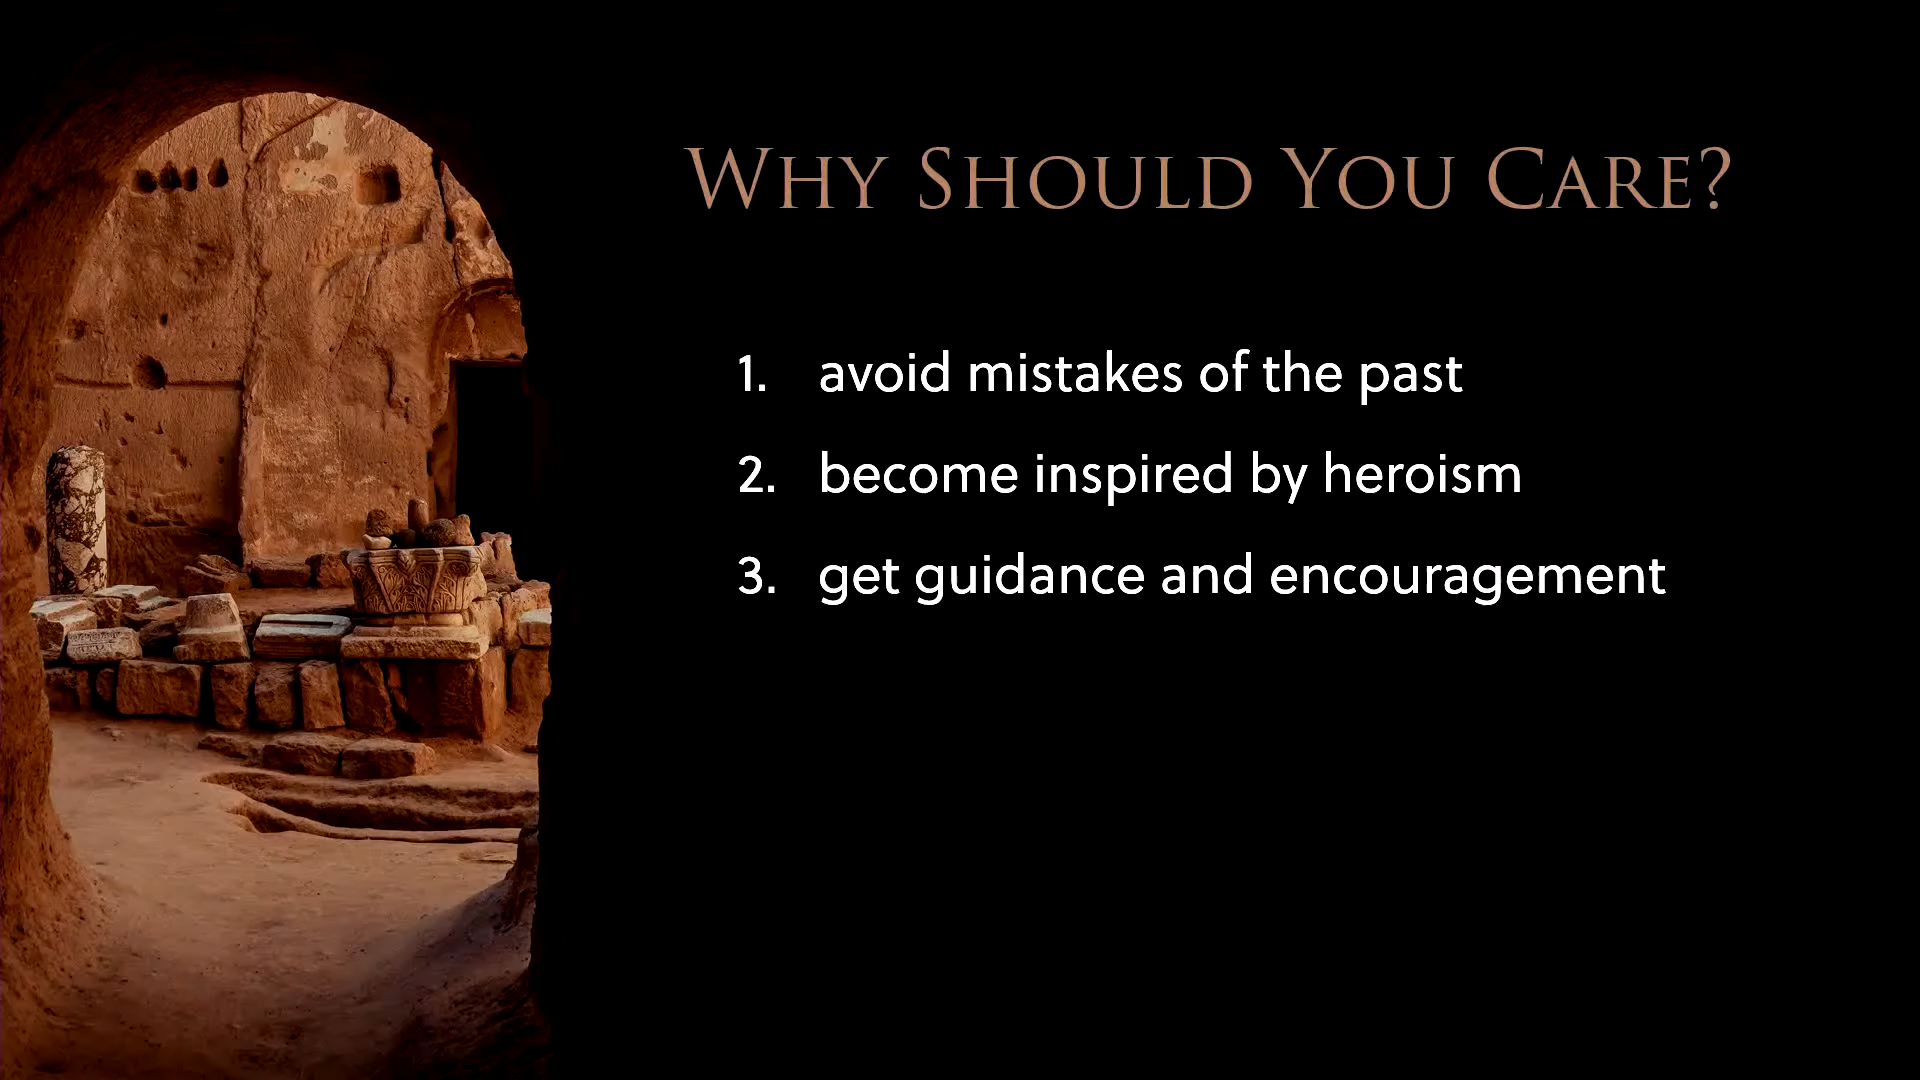 Why Should You Care?
1. avoid mistakes of the past
2. become inspired by heroism
3. get guidance and encouragement